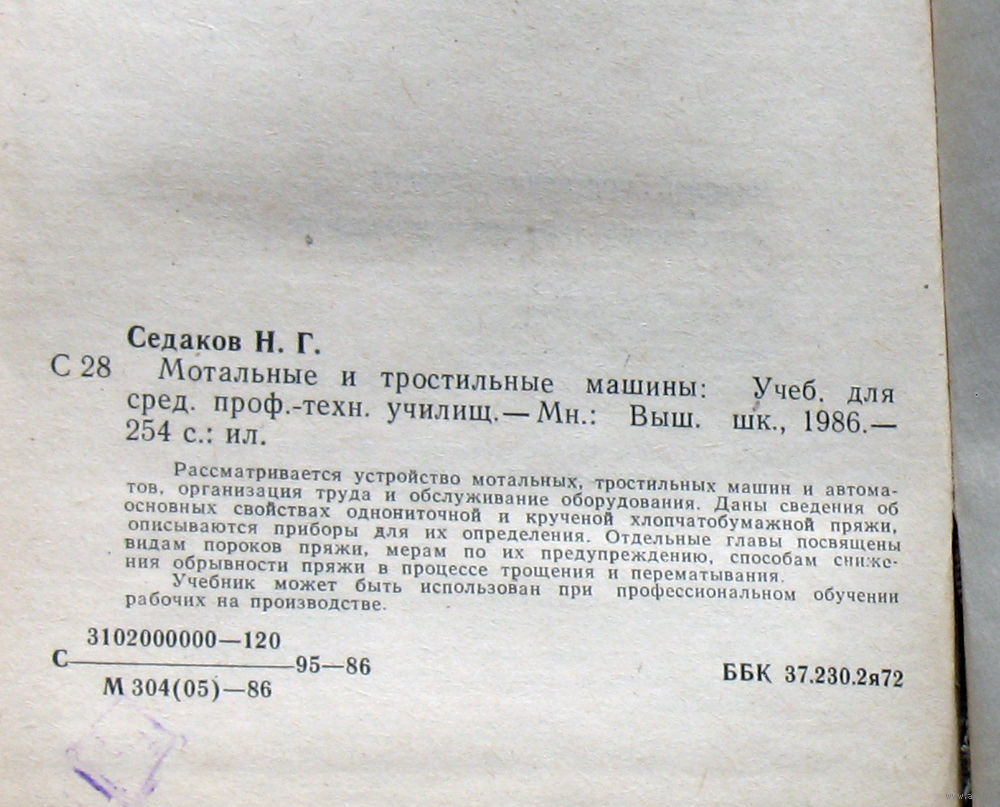 Седаков Н. Г.
С 28 Мотальные и тростильные машины: Учеб. для
сред. проф.-техн. училищ.— Мн.: Выш. шк., 1986.—
254 с.: ил.
Рассматривается устройство мотальных, тростильных машин и автома-
тов, организация труда и обслуживание оборудования. Даны сведения об
основных свойствах однониточной и крученой хлопчатобумажной пряжи,
описываются приборы для их определения. Отдельные главы посвящены
видам пороков пряжи, мерам по их предупреждению, способам сниже-
ния обрывности пряжи в процессе трощения и перематывания.
Учебник может быть использован при профессиональном обучении
рабочих на производстве.
3102000000—120
С 95—86
М 304(05)—86
ББК 37.230.2я72